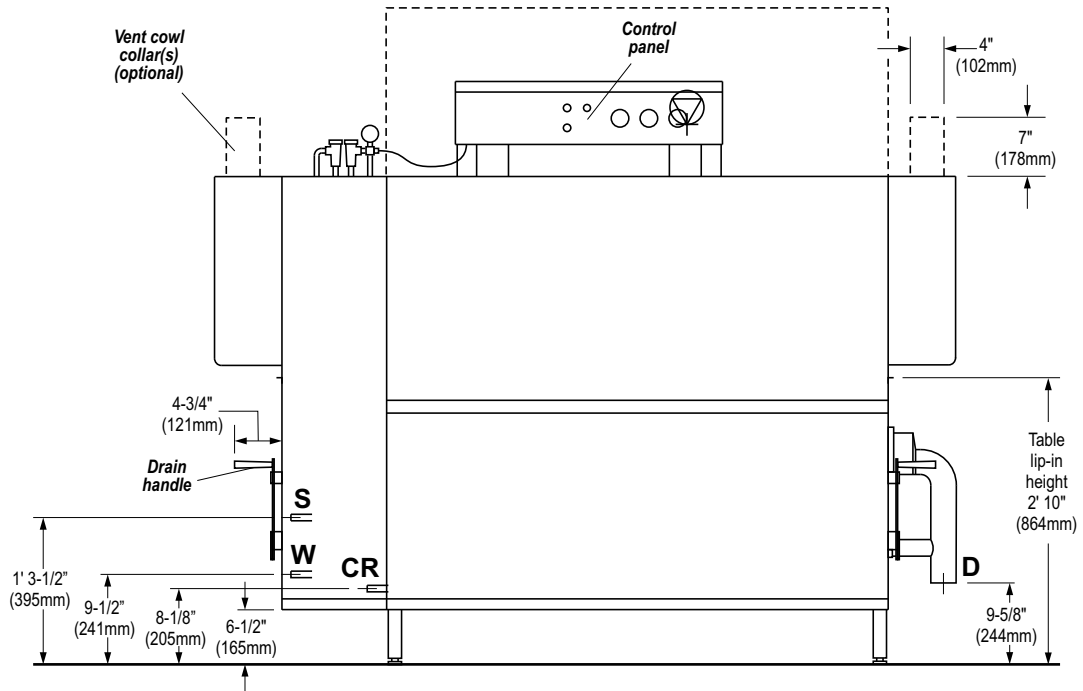 Vent cowl
collar(s)
(optional)
Control
panel
4"
(102mm)
7"
(178mm)
4-3/4"
(121mm)
Drain
handle
S
W
CR
D
Table
lip-in
height
2' 10"
(864mm)
1' 3-1/2"
(395mm)
9-1/2"
(241mm)
8-1/8"
(205mm)
6-1/2"
(165mm)
9-5/8"
(244mm)